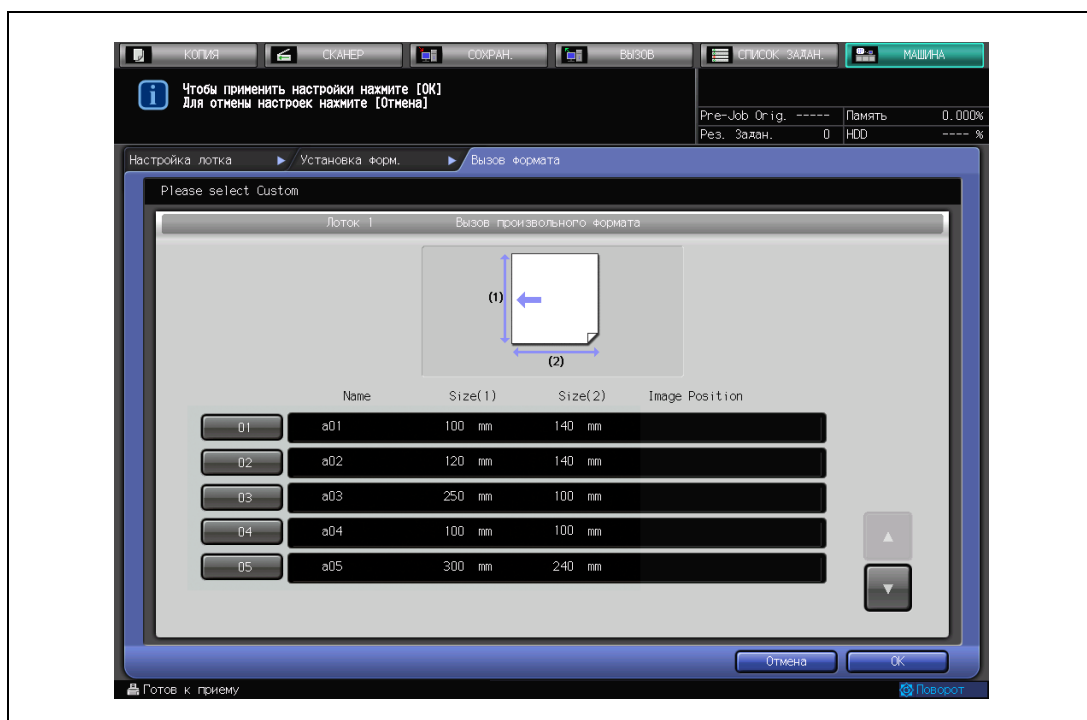 КОПИЯ СКАНЕР СОХРАН. ВЫЗОВ СПИСОК ЗАДАН. МАШИНА
Чтобы применить настройки нажмите [OK]
Для отмены настроек нажмите [Отмена]
Pre-Job Orig. ----- Память 0.000%
Рез. Задан. 0 HDD ---- %
Настройка лотка Установка форм. Вызов формата
Please select Custom
Лоток 1 Вызов произвольного формата
(1)
(2)
Name Size(1) Size(2) Image Position
01 a01 100 mm 140 mm
02 a02 120 mm 140 mm
03 a03 250 mm 100 mm
04 a04 100 mm 100 mm
05 a05 300 mm 240 mm
Отмена OK
Готов к приему Поворот